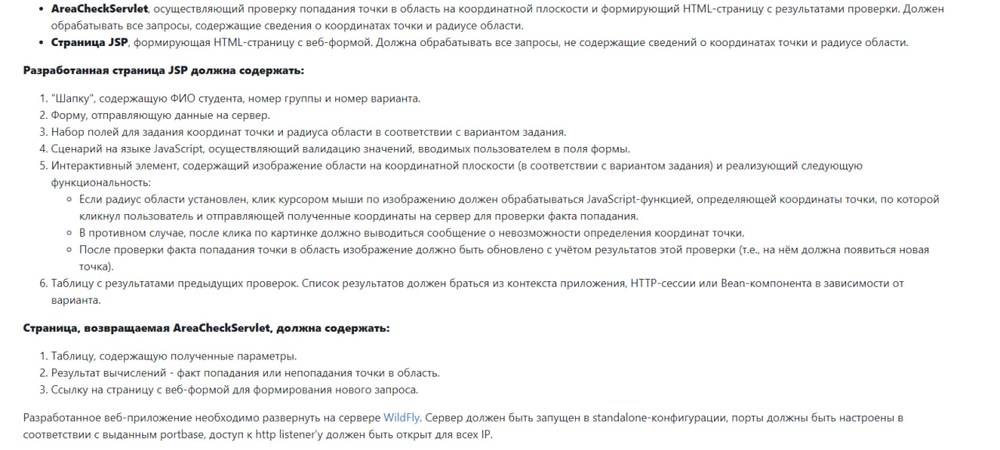 • AreaCheckServlet, осуществляющий проверку попадания точки в область на координатной плоскости и формирующий HTML-страницу с результатами проверки. Должен
обрабатывать все запросы, содержащие сведения о координатах точки и радиусе области.
• Страница JSP, формирующая HTML-страницу с веб-формой. Должна обрабатывать все запросы, не содержащие сведений о координатах точки и радиусе области.
Разработанная страница JSP должна содержать:
1. "Шапку", содержащую ФИО студента, номер группы и номер варианта.
2. Форму, отправляющую данные на сервер.
3. Набор полей для задания координат точки и радиуса области в соответствии с вариантом задания.
4. Сценарий на языке JavaScript, осуществляющий валидацию значений, вводимых пользователем в поля формы.
5. Интерактивный элемент, содержащий изображение области на координатной плоскости (в соответствии с вариантом задания) и реализующий следующую
функциональность:
◦ Если радиус области установлен, клик курсором мыши по изображению должен обрабатываться JavaScript-функцией, определяющей координаты точки, по которой
кликнул пользователь и отправляющей полученные координаты на сервер для проверки факта попадания.
◦ В противном случае, после клика по картинке должно выводиться сообщение о невозможности определения координат точки.
◦ После проверки факта попадания точки в область изображение должно быть обновлено с учётом результатов этой проверки (т.е., на нём должна появиться новая
точка).
6. Таблицу с результатами предыдущих проверок. Список результатов должен браться из контекста приложения, HTTP-сессии или Bean-компонента в зависимости от
варианта.
Страница, возвращаемая AreaCheckServlet, должна содержать:
1. Таблицу, содержащую полученные параметры.
2. Результат вычислений - факт попадания или непопадания точки в область.
3. Ссылку на страницу с веб-формой для формирования нового запроса.
Разработанное веб-приложение необходимо развернуть на сервере WildFly. Сервер должен быть запущен в standalone-конфигурации, порты должны быть настроены в
соответствии с выданным portbase, доступ к http listener'у должен быть открыт для всех IP.